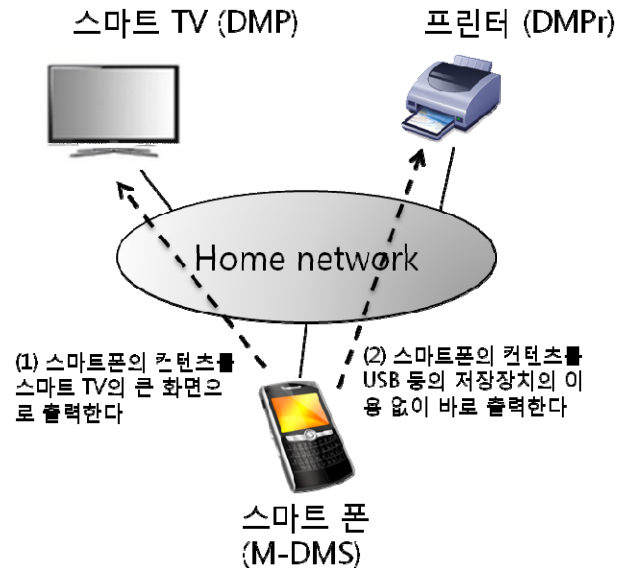 스마트 TV (DMP)
프린터 (DMPr)
Home network
(1) 스마트폰의 컨텐츠를
스마트 TV의 큰 화면으
로 출력한다
(2) 스마트폰의 컨텐츠를
USB 등의 저장장치의 이
용 없이 바로 출력한다
스마트 폰
(M-DMS)